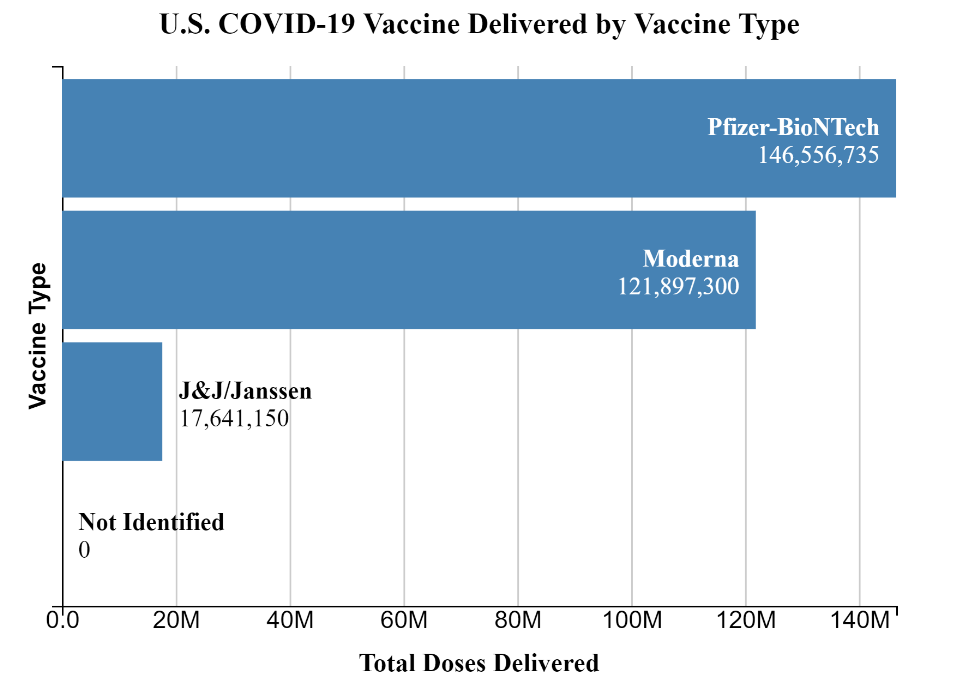 U.S. COVID-19 Vaccine Delivered by Vaccine Type
Pfizer-BioNTech
146,556,735
Moderna
121,897,300
Vaccine Type
J&J/Janssen
17,641,150
Not Identified
0
0.0 20M 40M 60M 80M 100M 120M 140M
Total Doses Delivered